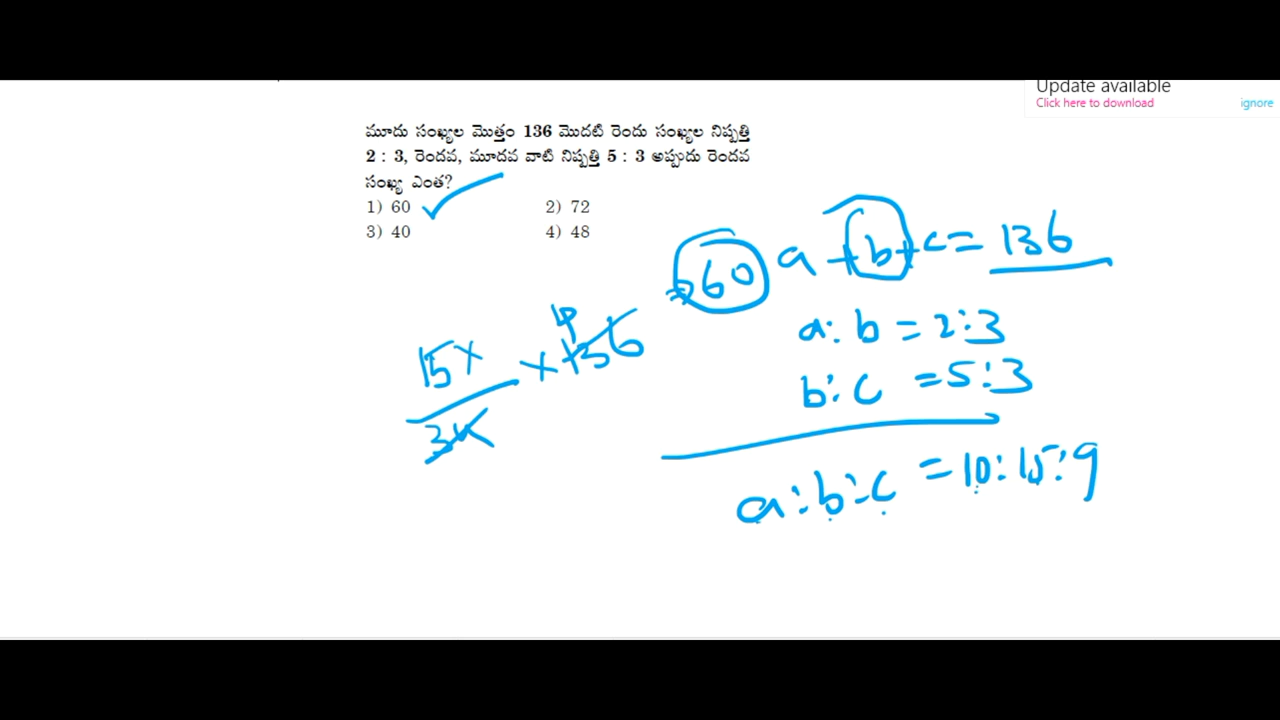 Update available
Click here to download ignore
మూడు సంఖ్యల మొత్తం 136 మొదటి రెండు సంఖ్యల నిష్పత్తి
2 : 3, రెండవ, మూడవ వాటి నిష్పత్తి 5 : 3 అప్పుడు రెండవ
సంఖ్య ఎంత?
1) 60 2) 72
3) 40 4) 48
a + b + c = 136
a : b = 2 : 3
b : c = 5 : 3
a : b : c = 10 : 15 : 9
15x × 136 4
34
60